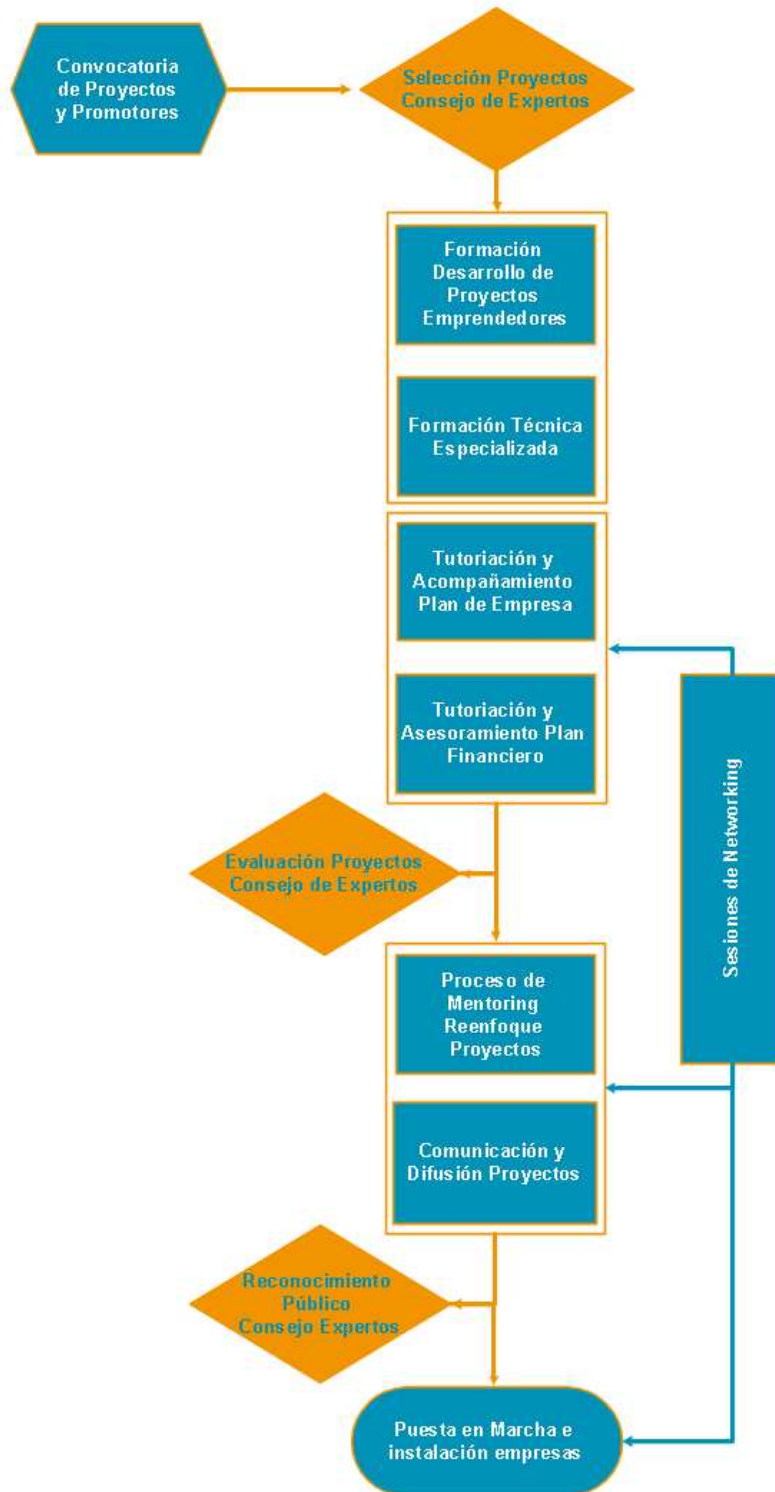 Convocatoria
de Proyectos
y Promotores
Selección Proyectos
Consejo de Expertos
Formación
Desarrollo de
Proyectos
Emprendedores
Formación Técnica
Especializada
Tutoriación y
Acompañamiento
Plan de Empresa
Tutoriación y
Asesoramiento Plan
Financiero
Sesiones de Networking
Evaluación Proyectos
Consejo de Expertos
Proceso de
Mentoring
Reenfoque
Proyectos
Comunicación y
Difusión Proyectos
Reconocimiento
Público
Consejo Expertos
Puesta en Marcha e
instalación empresas